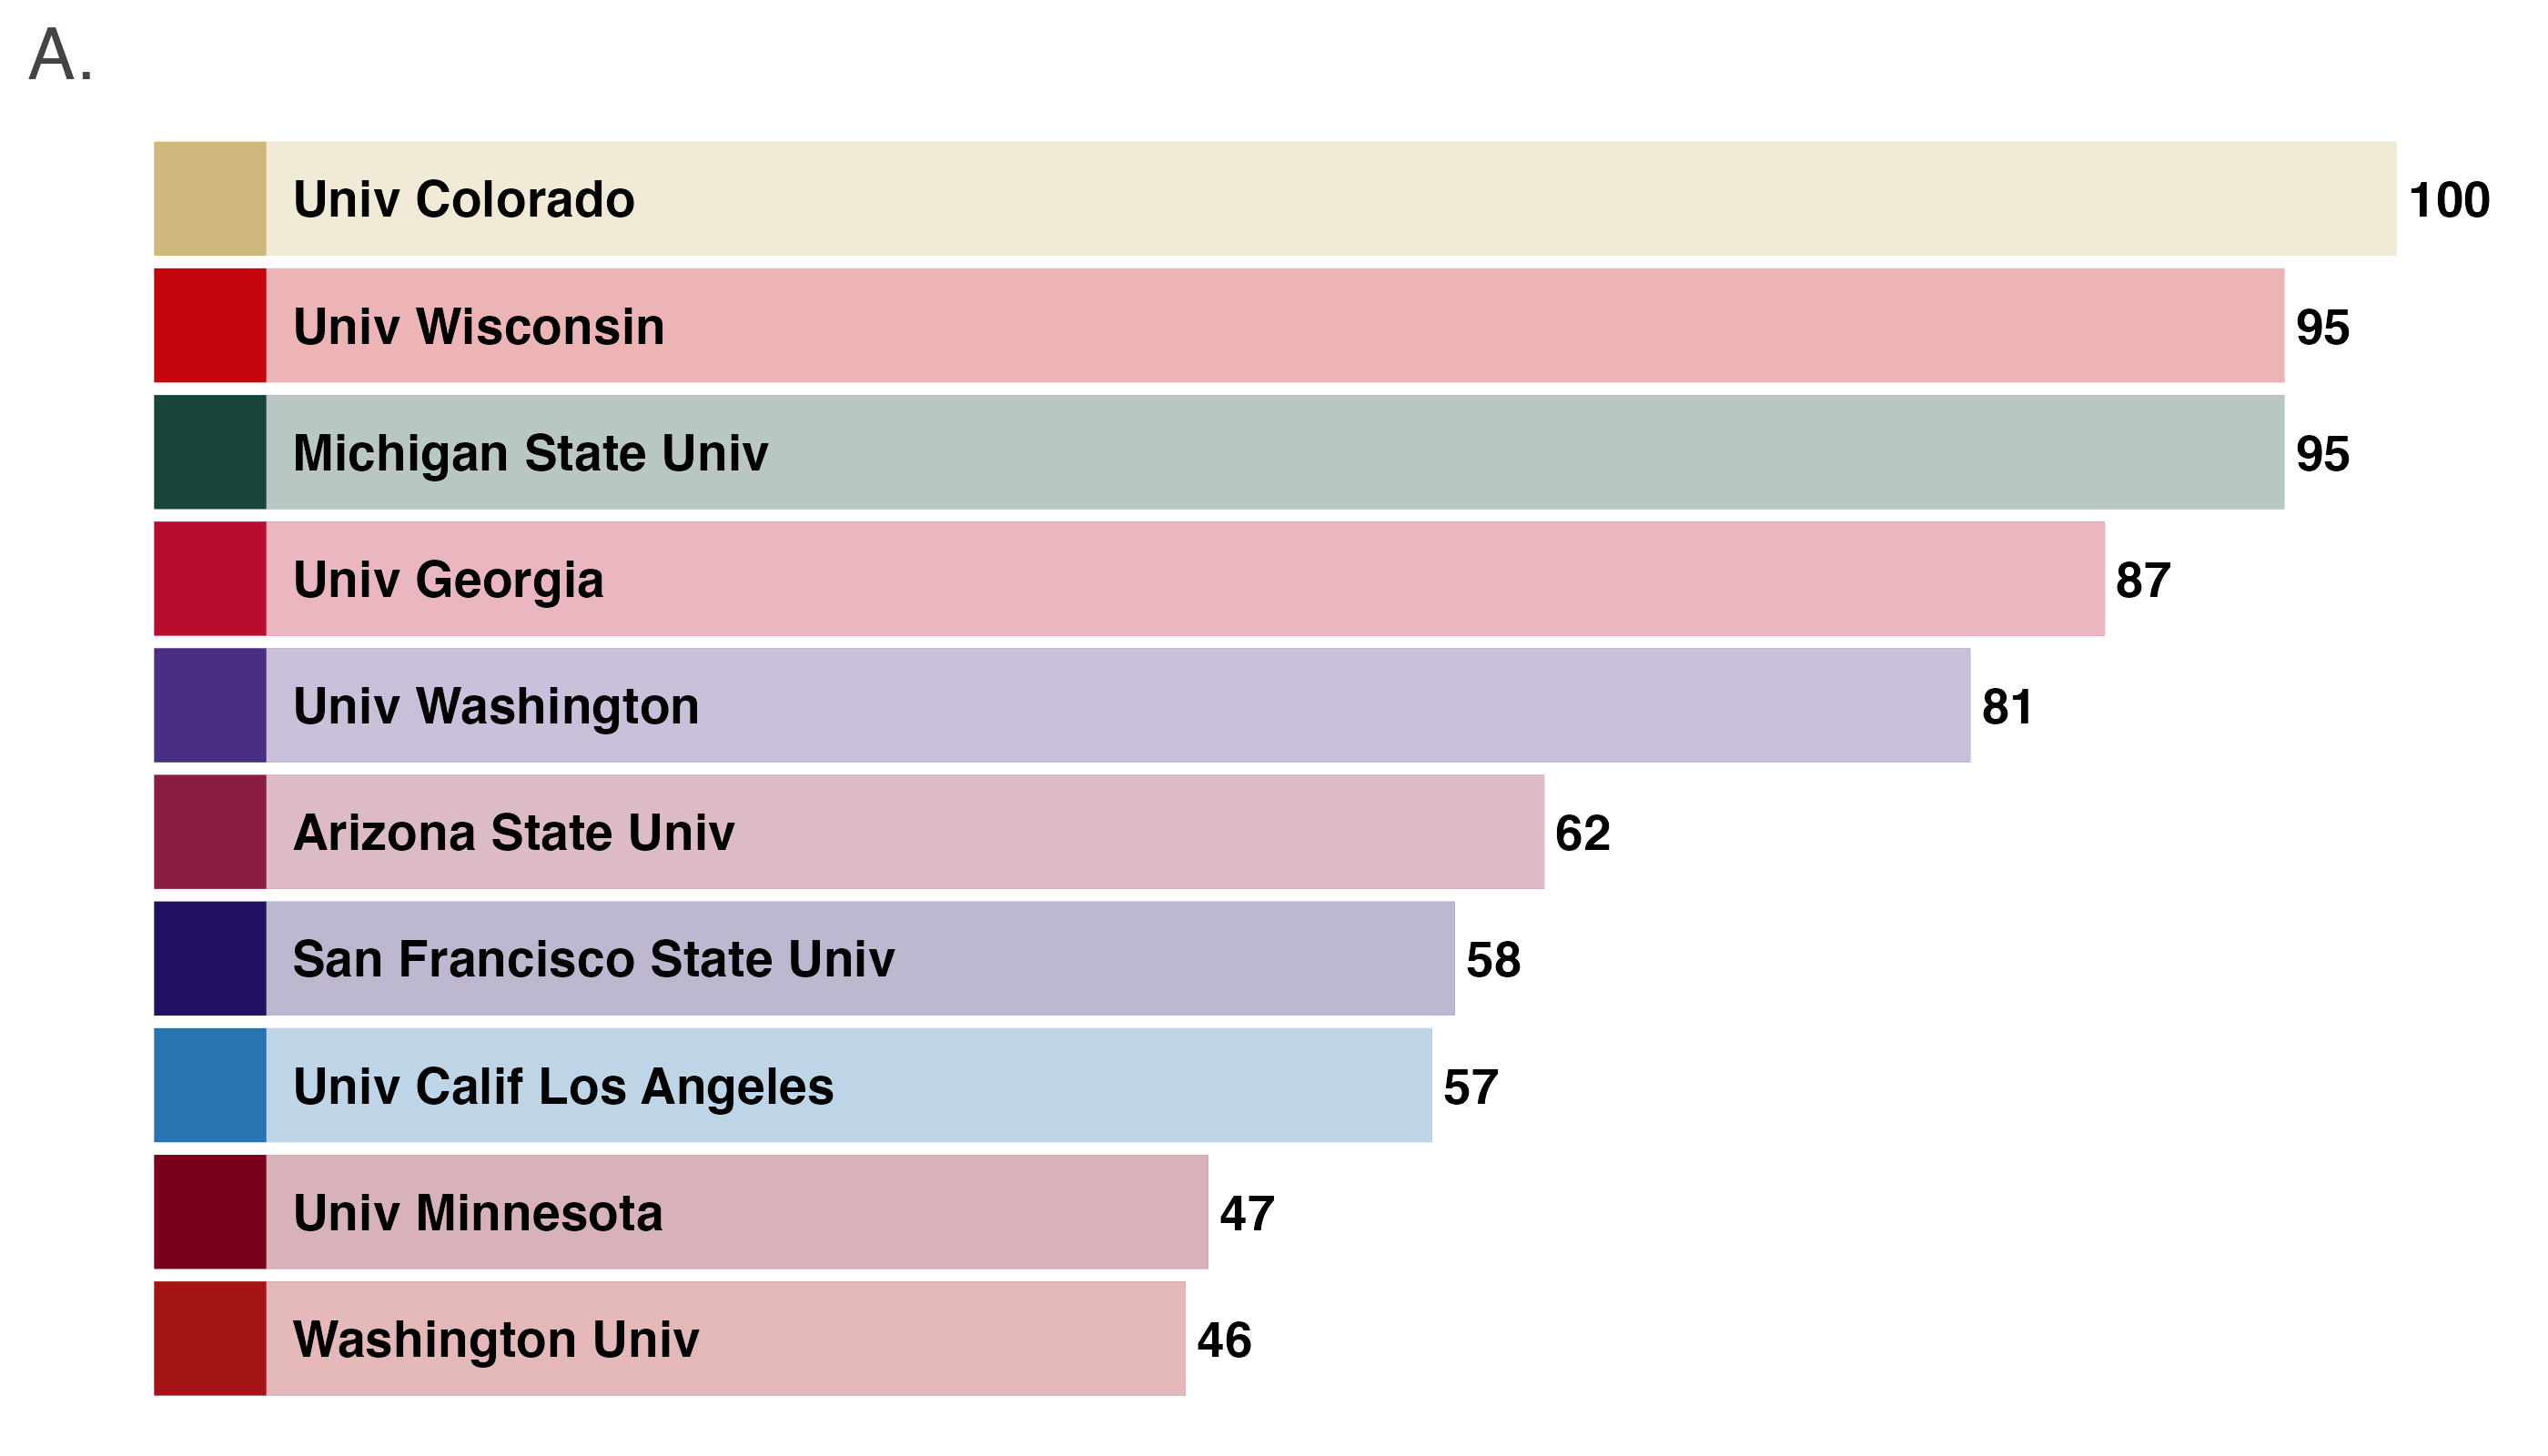 A.
Univ Colorado 100
Univ Wisconsin 95
Michigan State Univ 95
Univ Georgia 87
Univ Washington 81
Arizona State Univ 62
San Francisco State Univ 58
Univ Calif Los Angeles 57
Univ Minnesota 47
Washington Univ 46